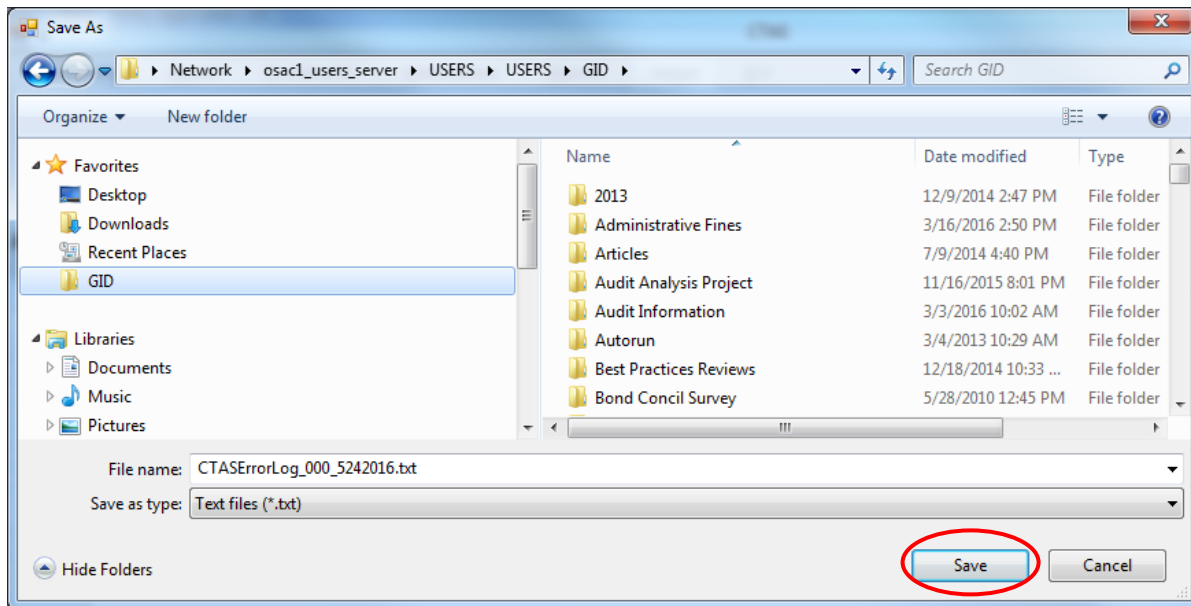 Save As
Network ▸ osac1_users_server ▸ USERS ▸ USERS ▸ GID ▸ Search GID
Organize New folder
Name Date modified Type
Favorites
Desktop
Downloads
Recent Places
GID
Libraries
Documents
Music
Pictures
2013 12/9/2014 2:47 PM File folder
Administrative Fines 3/16/2016 2:50 PM File folder
Articles 7/9/2014 4:40 PM File folder
Audit Analysis Project 11/16/2015 8:01 PM File folder
Audit Information 3/3/2016 10:02 AM File folder
Autorun 3/4/2013 10:29 AM File folder
Best Practices Reviews 12/18/2014 10:33 ... File folder
Bond Concil Survey 5/28/2010 12:45 PM File folder
File name: CTASErrorLog_000_5242016.txt
Save as type: Text files (*.txt)
Hide Folders Save Cancel